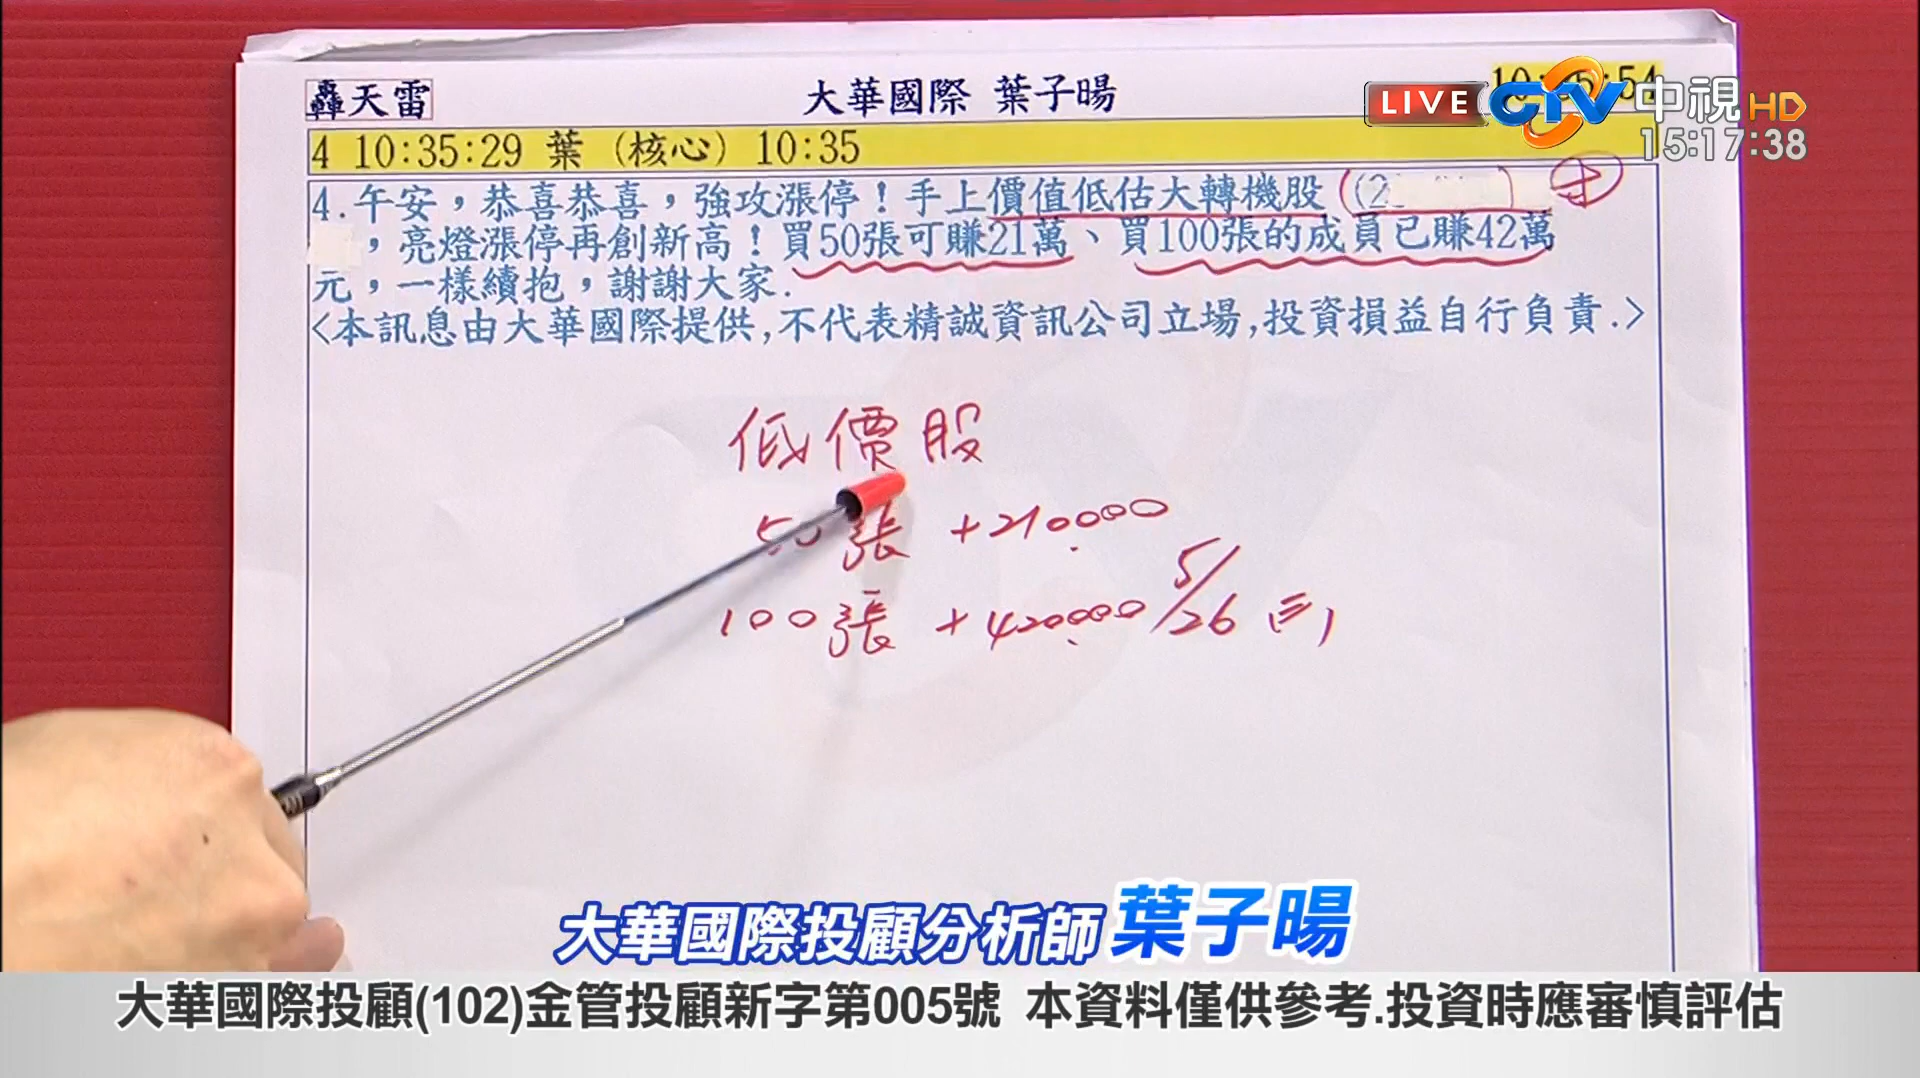 轟天雷
大華國際 葉子暘
LIVE CTV 中視 HD
15:17:38
4 10:35:29 葉 (核心) 10:35
4.午安，恭喜恭喜，強攻漲停！手上價值低估大轉機股((2
，亮燈漲停再創新高！買50張可賺21萬、買100張的成員已賺42萬
元，一樣續抱，謝謝大家.
<本訊息由大華國際提供,不代表精誠資訊公司立場,投資損益自行負責.>
低價股
50張 +210000
100張 +420000 5/26
大華國際投顧分析師 葉子暘
大華國際投顧(102)金管投顧新字第005號 本資料僅供參考.投資時應審慎評估